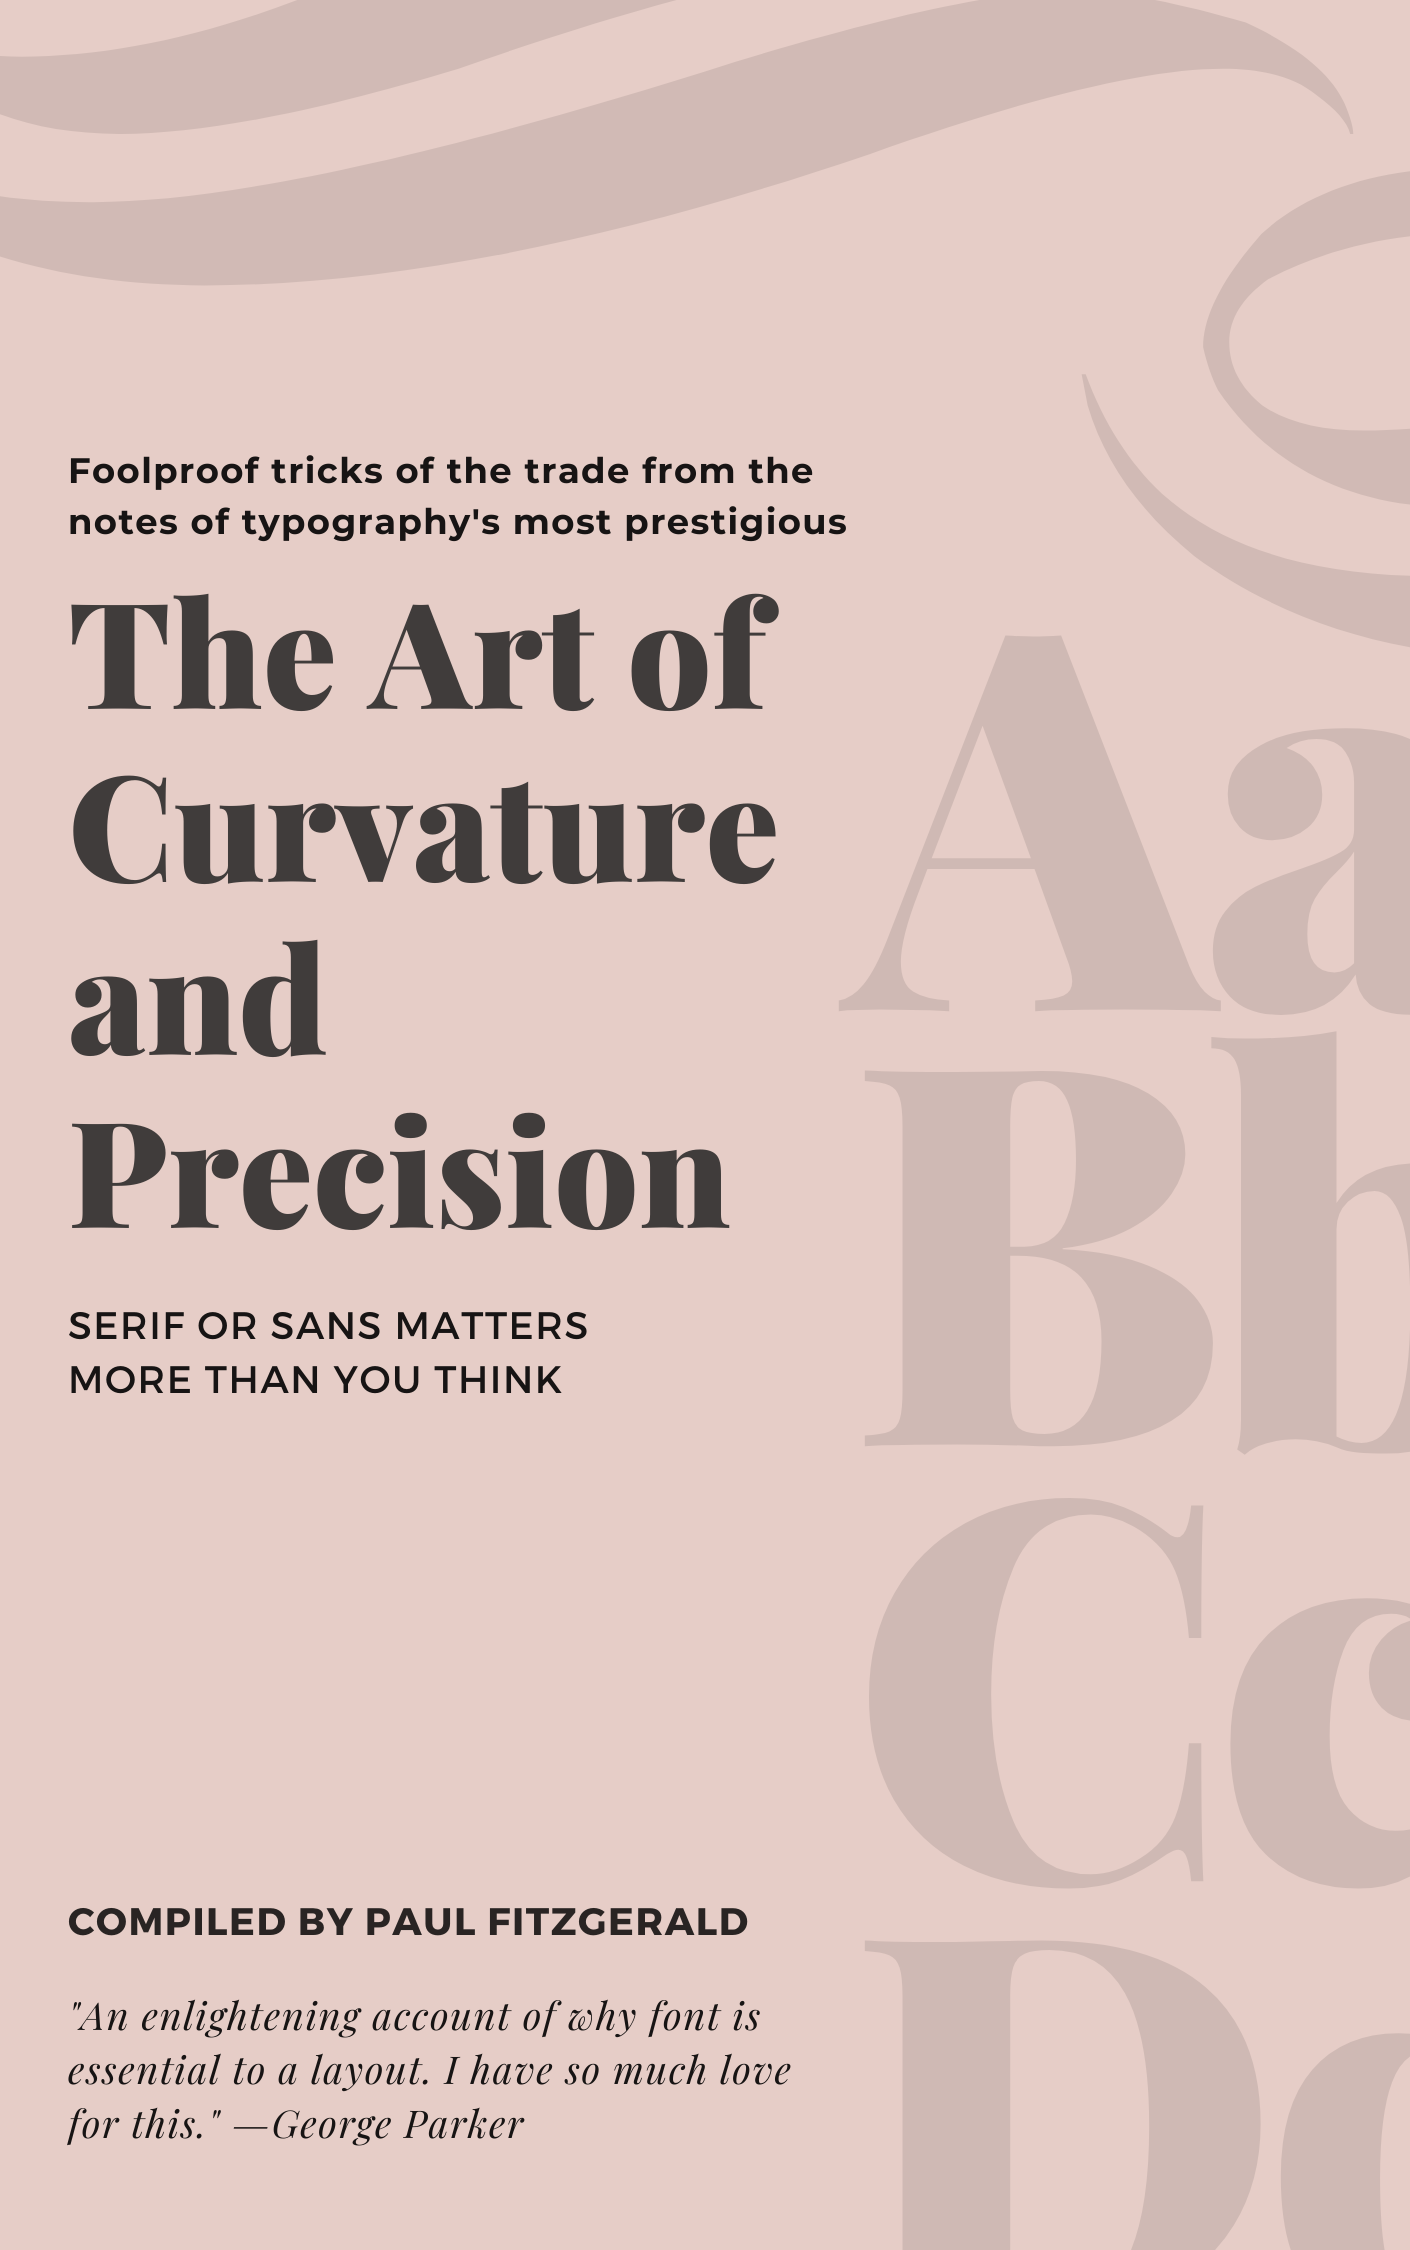 Foolproof tricks of the trade from the
notes of typography's most prestigious
The Art of
Curvature
and
Precision
SERIF OR SANS MATTERS
MORE THAN YOU THINK
Aa
Bb
Cc
Dd
COMPILED BY PAUL FITZGERALD
"An enlightening account of why font is
essential to a layout. I have so much love
for this." —George Parker